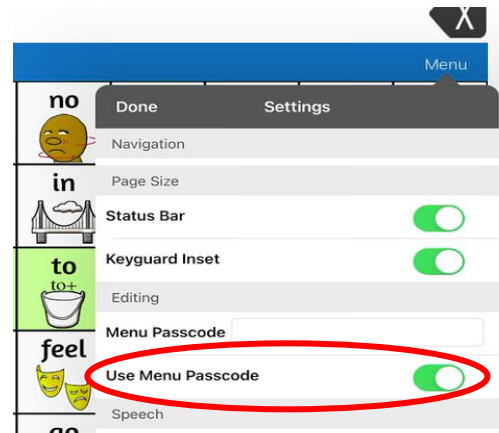 X
Menu
no
Done Settings
Navigation
in
Page Size
Status Bar
to
to+
Keyguard Inset
Editing
Menu Passcode
feel
Use Menu Passcode
Speech
go